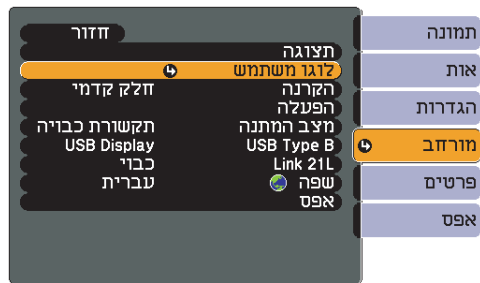 חזור
תצוגה
לוגו משתמש
הקרנה חלק קדמי
הפעלה
מצב המתנה תקשורת כבויה
USB Type B USB Display
Link 21L כבוי
שפה עברית
אפס
תמונה
אות
הגדרות
מורחב
פרטים
אפס